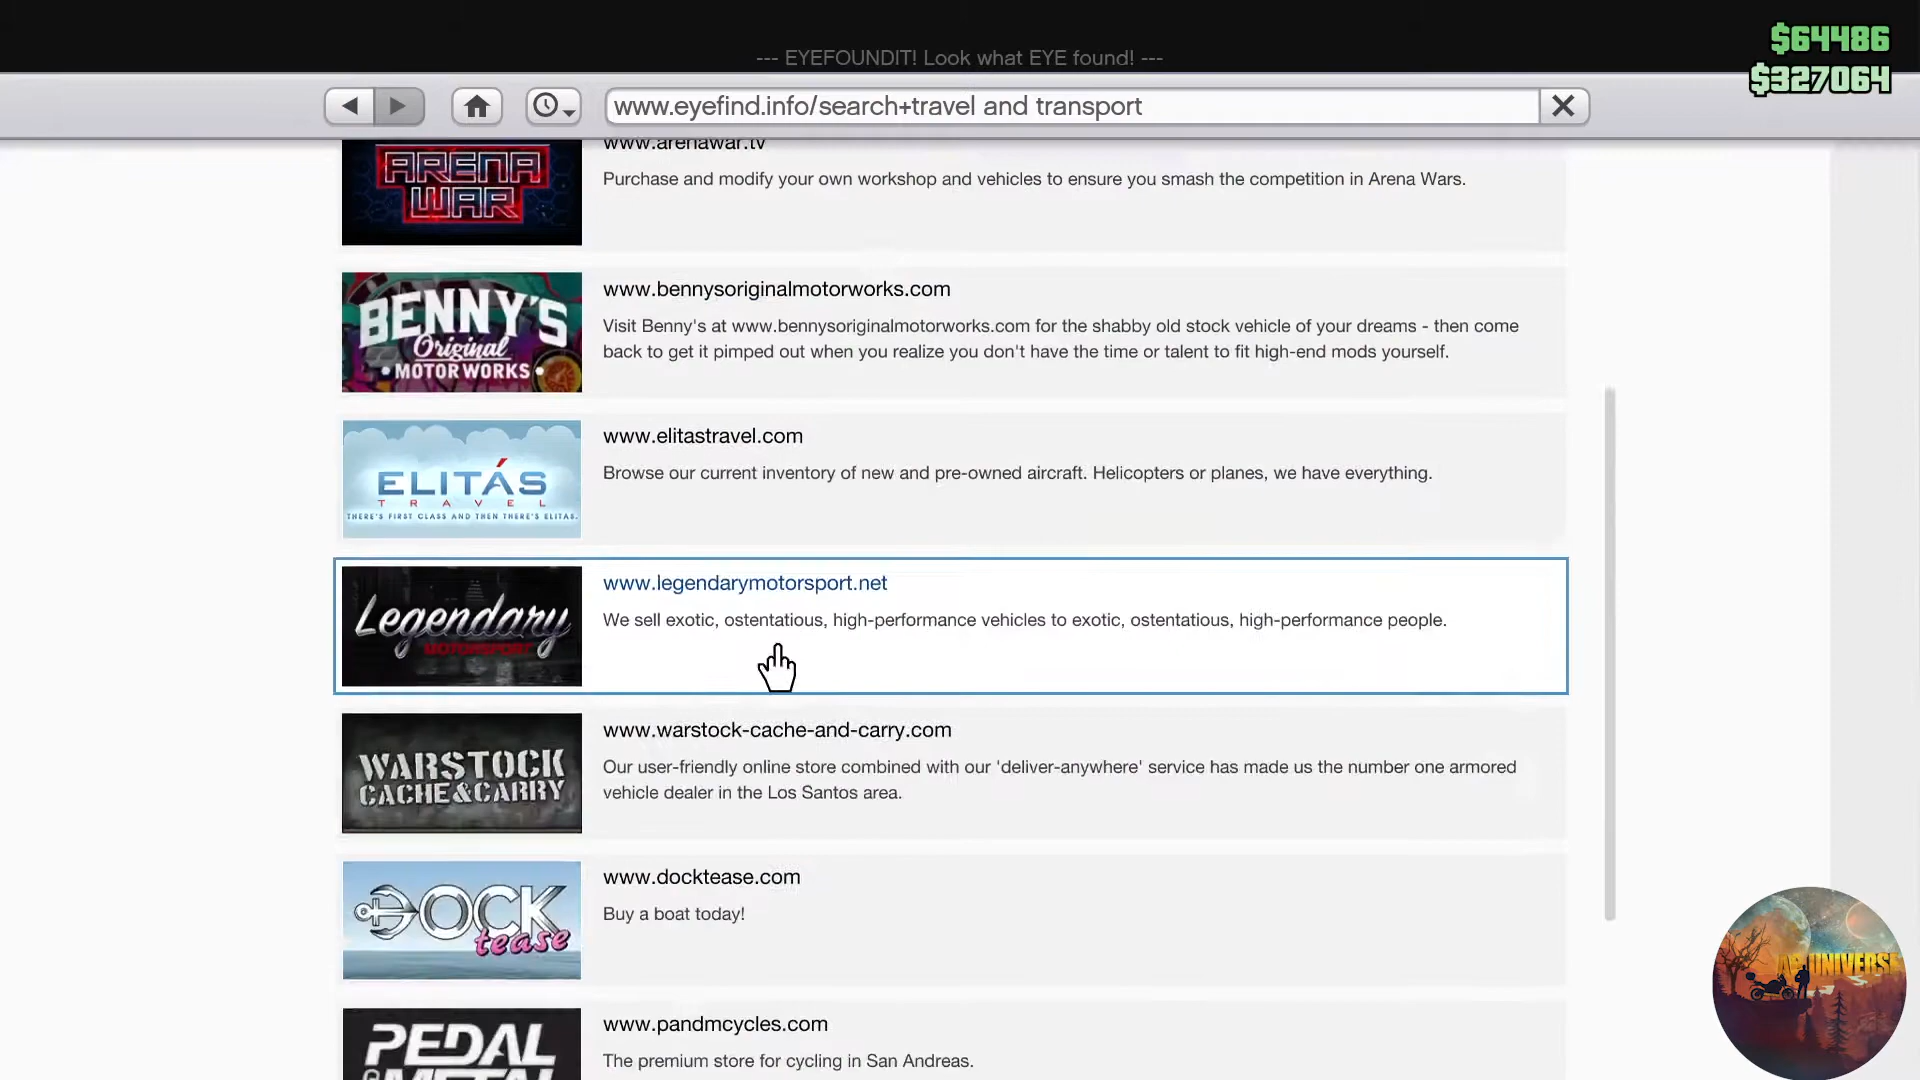 $64486
--- EYEFOUNDIT! Look what EYE found! ---
$327064
www.eyefind.info/search+travel and transport
www.arenawar.tv
ARENA
WAR
Purchase and modify your own workshop and vehicles to ensure you smash the competition in Arena Wars.
BENNY'S
Original
MOTORWORKS
www.bennysoriginalmotorworks.com
Visit Benny's at www.bennysoriginalmotorworks.com for the shabby old stock vehicle of your dreams - then come
back to get it pimped out when you realize you don't have the time or talent to fit high-end mods yourself.
ELITÁS
TRAVEL
THERE'S FIRST CLASS AND THEN THERE'S ELITAS.
www.elitastravel.com
Browse our current inventory of new and pre-owned aircraft. Helicopters or planes, we have everything.
Legendary
MOTORSPORT
www.legendarymotorsport.net
We sell exotic, ostentatious, high-performance vehicles to exotic, ostentatious, high-performance people.
WARSTOCK
CACHE&CARRY
www.warstock-cache-and-carry.com
Our user-friendly online store combined with our 'deliver-anywhere' service has made us the number one armored
vehicle dealer in the Los Santos area.
DOCK
tease
www.docktease.com
Buy a boat today!
PEDAL
www.pandmcycles.com
The premium store for cycling in San Andreas.
UNIVERSE